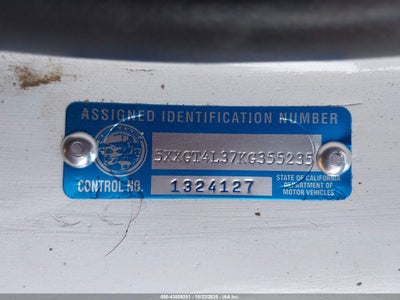 ASSIGNED IDENTIFICATION NUMBER
5XXGT4L37KG355235
CONTROL NO. 1324127
STATE OF CALIFORNIA
DEPARTMENT OF
MOTOR VEHICLES